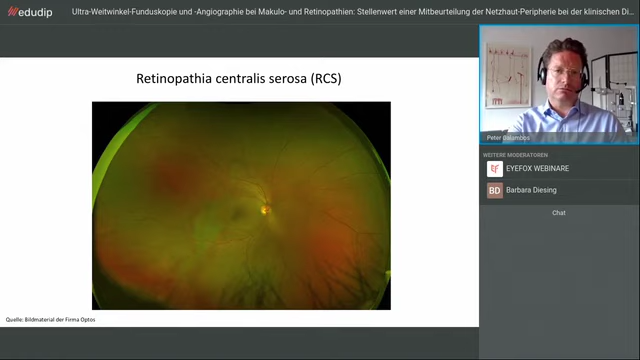 edudip
Ultra-Weitwinkel-Funduskopie und -Angiographie bei Makulo- und Retinopathien: Stellenwert einer Mitbeurteilung der Netzhaut-Peripherie bei der klinischen Di...
Retinopathia centralis serosa (RCS)
Peter Galambos
WEITERE MODERATOREN
EF EYEFOX WEBINARE
BD Barbara Diesing
Chat
Quelle: Bildmaterial der Firma Optos